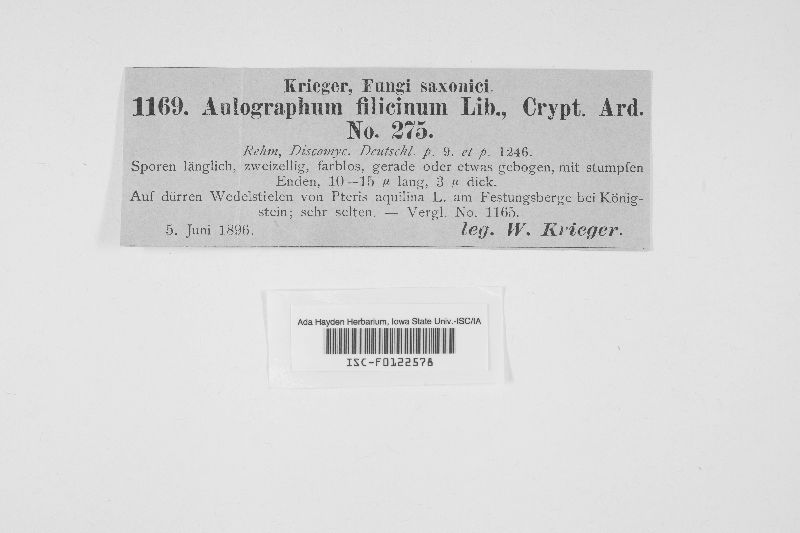 Krieger, Fungi saxonici.
1169. Aulographum filicinum Lib., Crypt. Ard.
No. 275.
Rehm, Discomyc. Deutschl. p. 9. et p. 1246.
Sporen länglich, zweizellig, farblos, gerade oder etwas gebogen, mit stumpfen
Enden, 10—15 µ lang, 3 µ dick.
Auf dürren Wedelstielen von Pteris aquilina L. am Festungsberge bei König-
stein; sehr selten. — Vergl. No. 1165.
5. Juni 1896. leg. W. Krieger.
Ada Hayden Herbarium, Iowa State Univ.-ISC/IA
ISC-F0122578